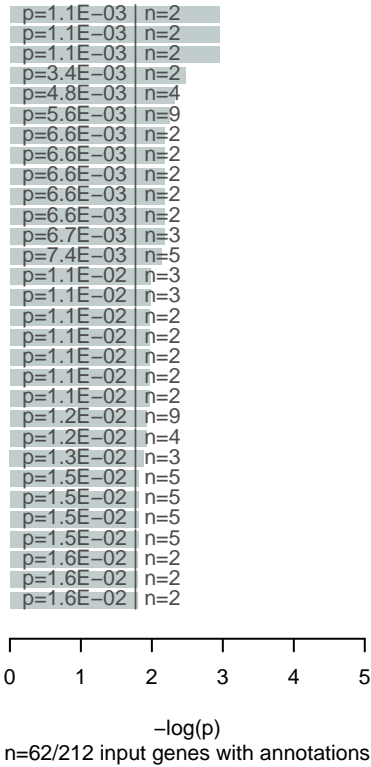 p=1.1E−03 n=2
p=1.1E−03 n=2
p=1.1E−03 n=2
p=3.4E−03 n=2
p=4.8E−03 n=4
p=5.6E−03 n=9
p=6.6E−03 n=2
p=6.6E−03 n=2
p=6.6E−03 n=2
p=6.6E−03 n=2
p=6.6E−03 n=2
p=6.7E−03 n=3
p=7.4E−03 n=5
p=1.1E−02 n=3
p=1.1E−02 n=3
p=1.1E−02 n=2
p=1.1E−02 n=2
p=1.1E−02 n=2
p=1.1E−02 n=2
p=1.1E−02 n=2
p=1.2E−02 n=9
p=1.2E−02 n=4
p=1.3E−02 n=3
p=1.5E−02 n=5
p=1.5E−02 n=5
p=1.5E−02 n=5
p=1.5E−02 n=5
p=1.6E−02 n=2
p=1.6E−02 n=2
p=1.6E−02 n=2
0 1 2 3 4 5
−log(p)
n=62/212 input genes with annotations